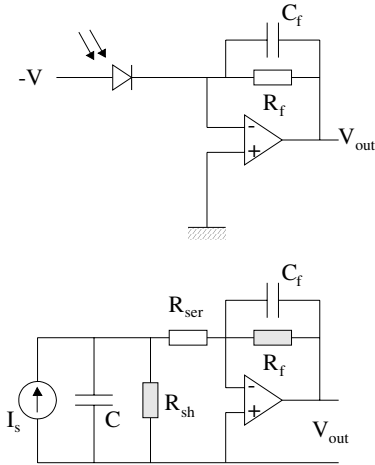 C_f
-V
R_f
-
+
V_out
C_f
R_ser
R_f
I_s
C
R_sh
-
+
V_out